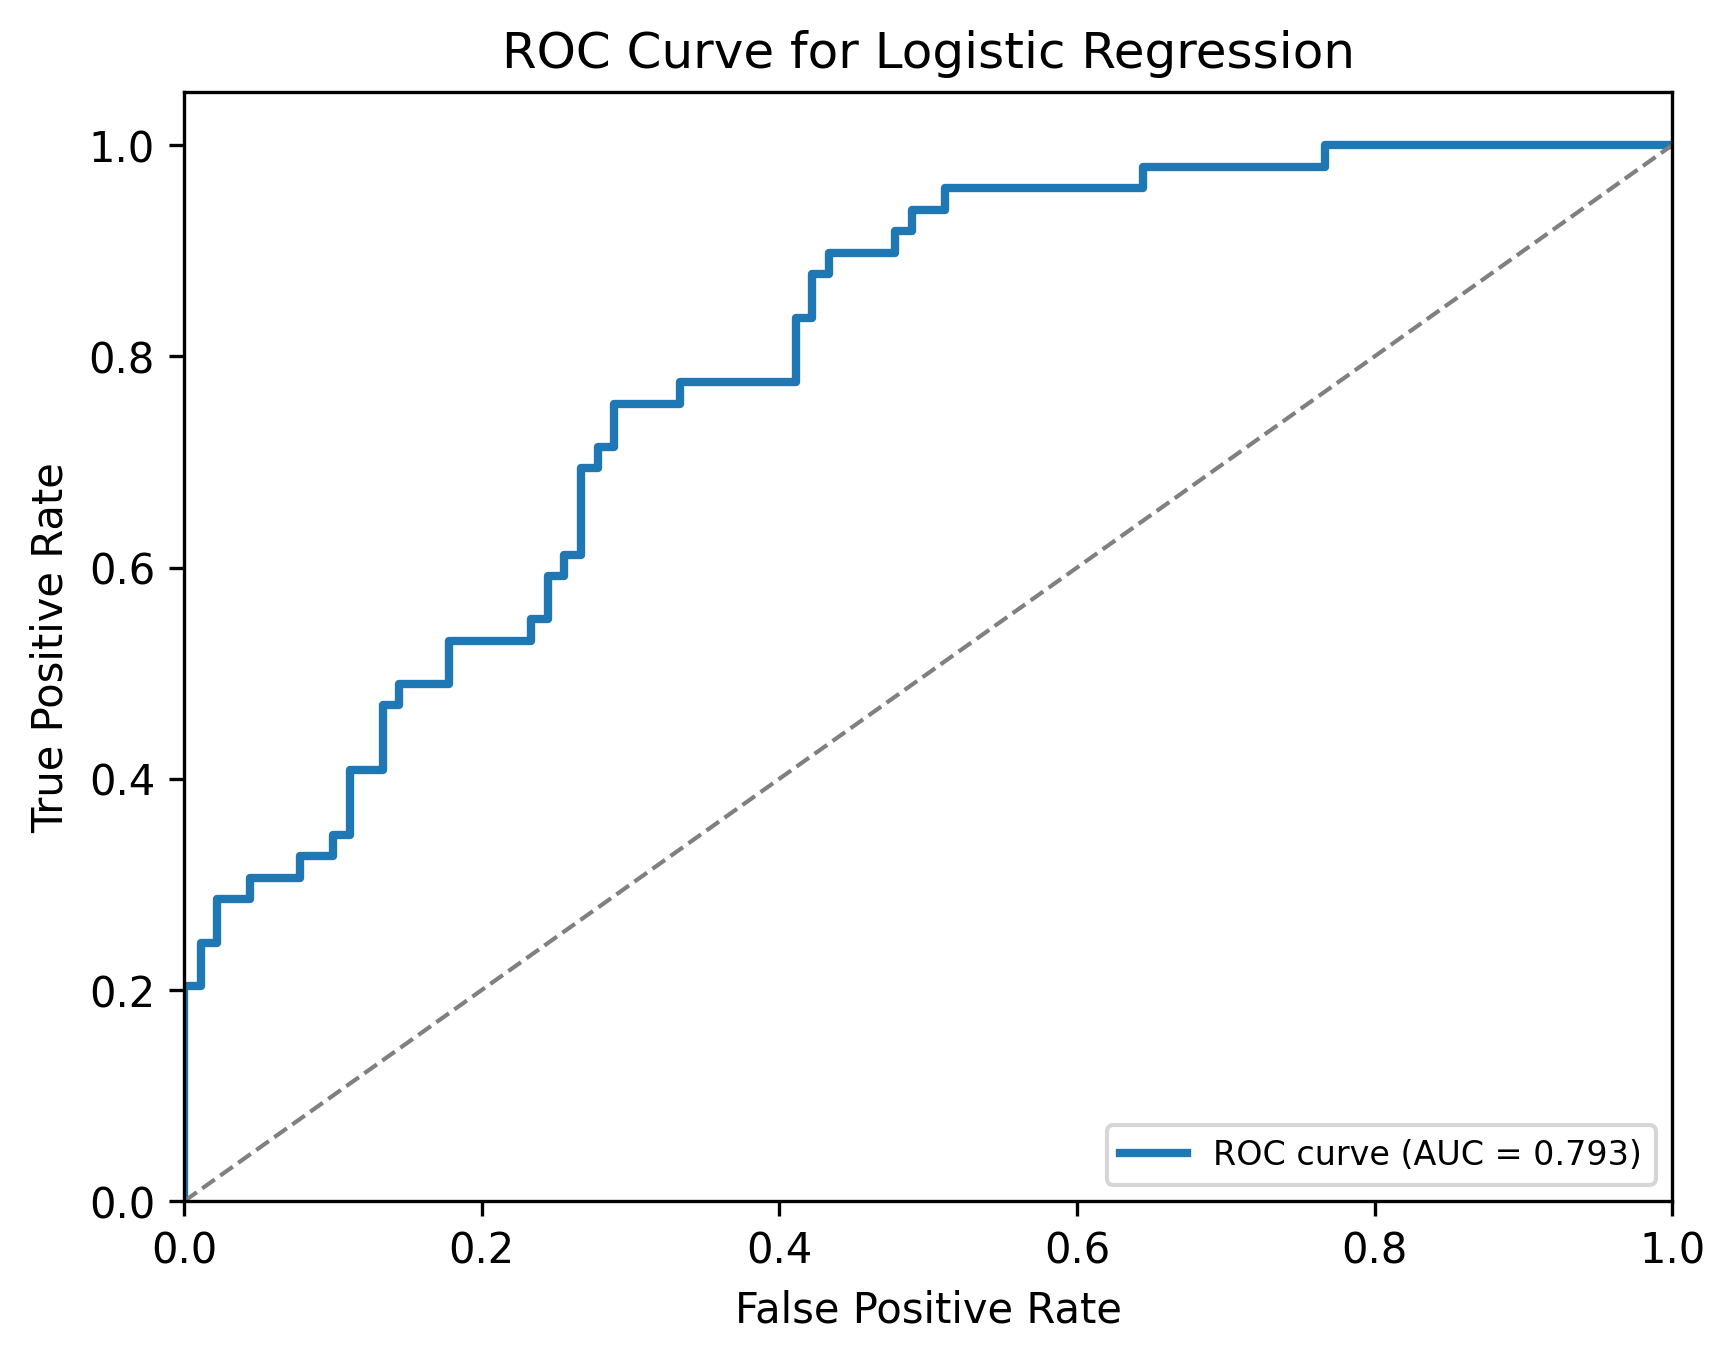 ROC Curve for Logistic Regression
True Positive Rate
1.0
0.8
0.6
0.4
0.2
0.0
0.0 0.2 0.4 0.6 0.8 1.0
False Positive Rate
ROC curve (AUC = 0.793)